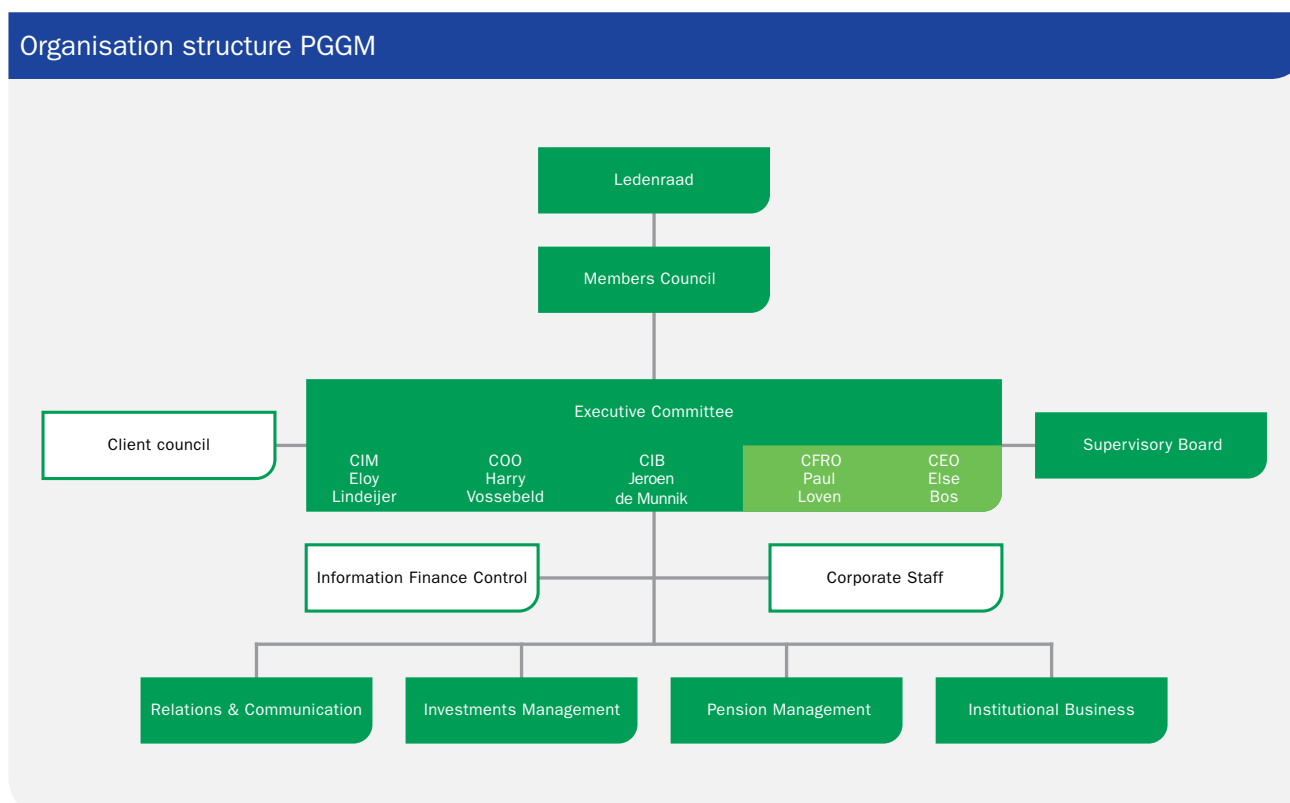 Organisation structure PGGM
Ledenraad
Members Council
Executive Committee
Client council
CIM
Eloy
Lindeijer
COO
Harry
Vossebeld
CIB
Jeroen
de Munnik
CFRO
Paul
Loven
CEO
Else
Bos
Supervisory Board
Information Finance Control
Corporate Staff
Relations & Communication
Investments Management
Pension Management
Institutional Business